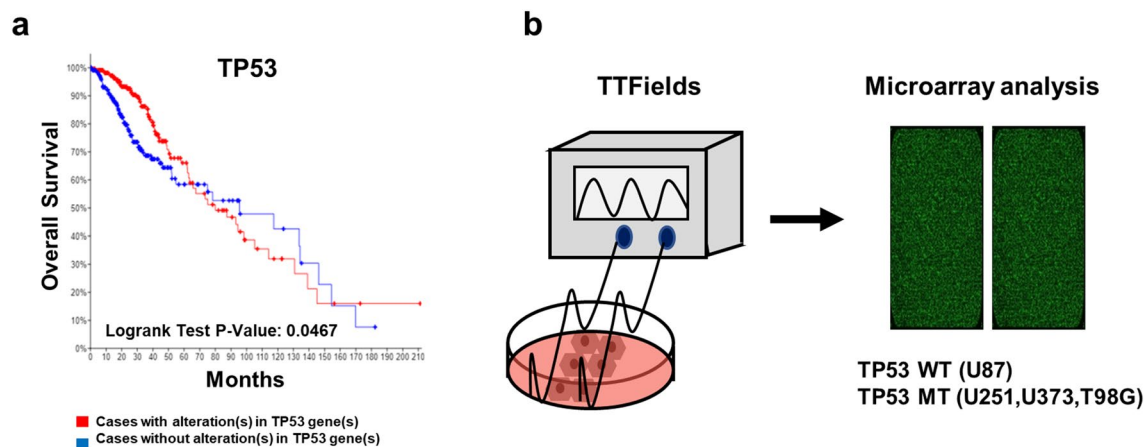 a
TP53
Overall Survival
100%
90%
80%
70%
60%
50%
40%
30%
20%
10%
0%
Logrank Test P-Value: 0.0467
0 10 20 30 40 50 60 70 80 90 100 110 120 130 140 150 160 170 180 190 200 210
Months
Cases with alteration(s) in TP53 gene(s)
Cases without alteration(s) in TP53 gene(s)
b
TTFields
Microarray analysis
TP53 WT (U87)
TP53 MT (U251,U373,T98G)